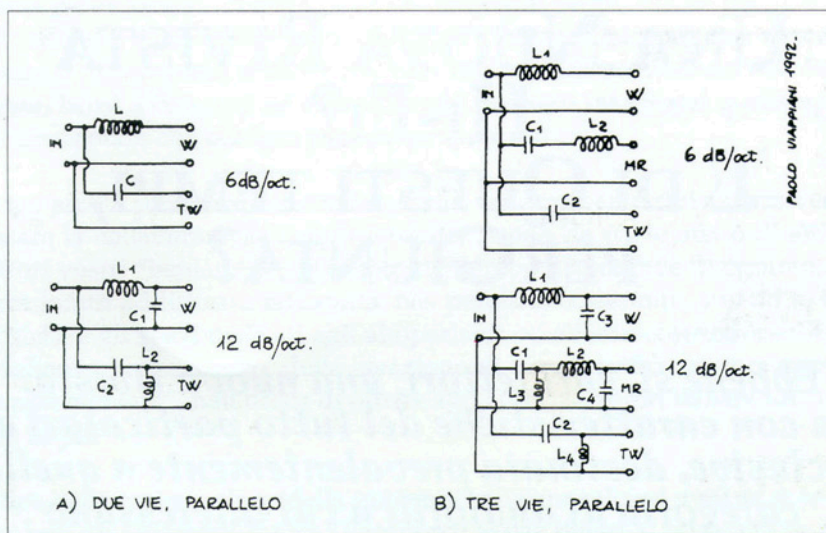 L
IN
W
C
6 dB/oct.
TW
L1
IN
C1
W
12 dB/oct.
C2
L2
TW
A) DUE VIE, PARALLELO
L1
IN
W
C1
L2
MR
6 dB/oct.
C2
TW
L1
IN
C3
W
C1
L2
12 dB/oct.
L3
C4
MR
C2
L4
TW
B) TRE VIE, PARALLELO
PAOLO VIAPPIANI 1992.